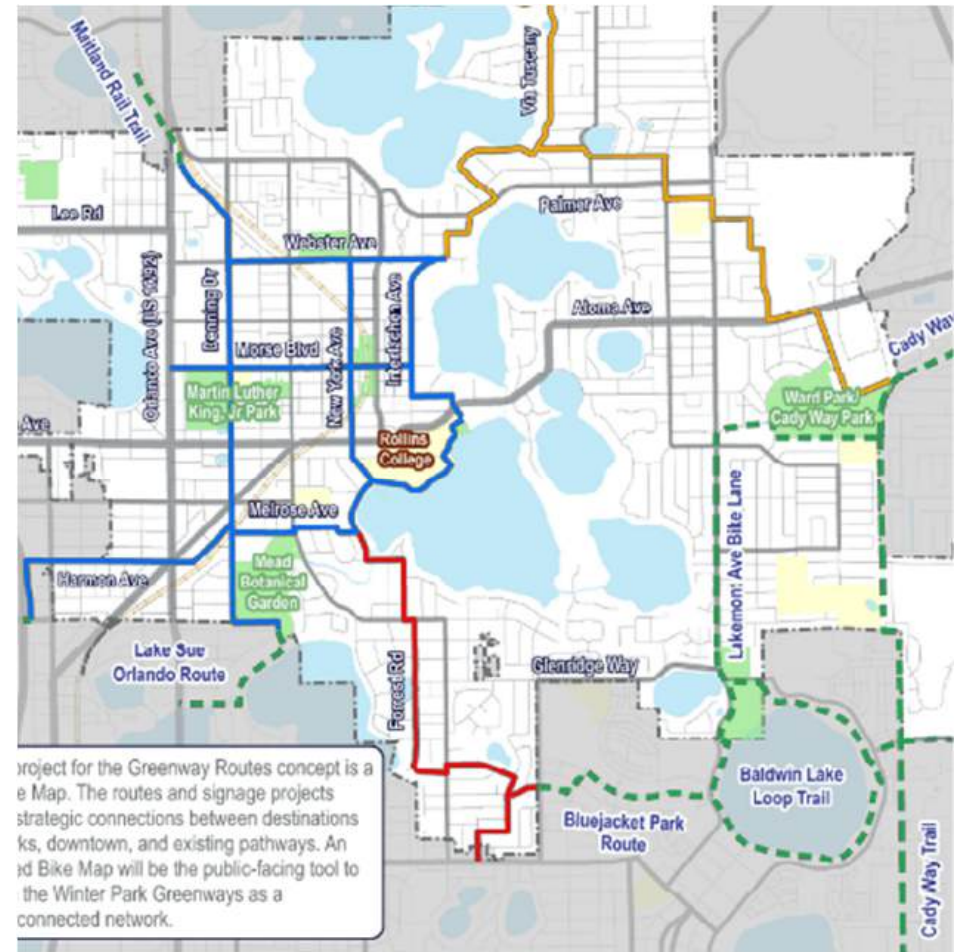 Maitland Rail Trail
Via Tuscany
Lee Rd
Palmer Ave
Webster Ave
Orlando Ave (US 1792)
Denning Dr
Interlachen Ave
Aloma Ave
Morse Blvd
New York Ave
Cady Way
Martin Luther
King, Jr Park
Ward Park/
Cady Way Park
Ave
Rollins
College
Melrose Ave
Lakemont Ave Bike Lane
Harmon Ave
Mead
Botanical
Garden
Lake Sue
Orlando Route
Glenridge Way
Forrest Rd
Baldwin Lake
Loop Trail
Bluejacket Park
Route
Cady Way Trail
project for the Greenway Routes concept is a
e Map. The routes and signage projects
strategic connections between destinations
ks, downtown, and existing pathways. An
ed Bike Map will be the public-facing tool to
the Winter Park Greenways as a
connected network.